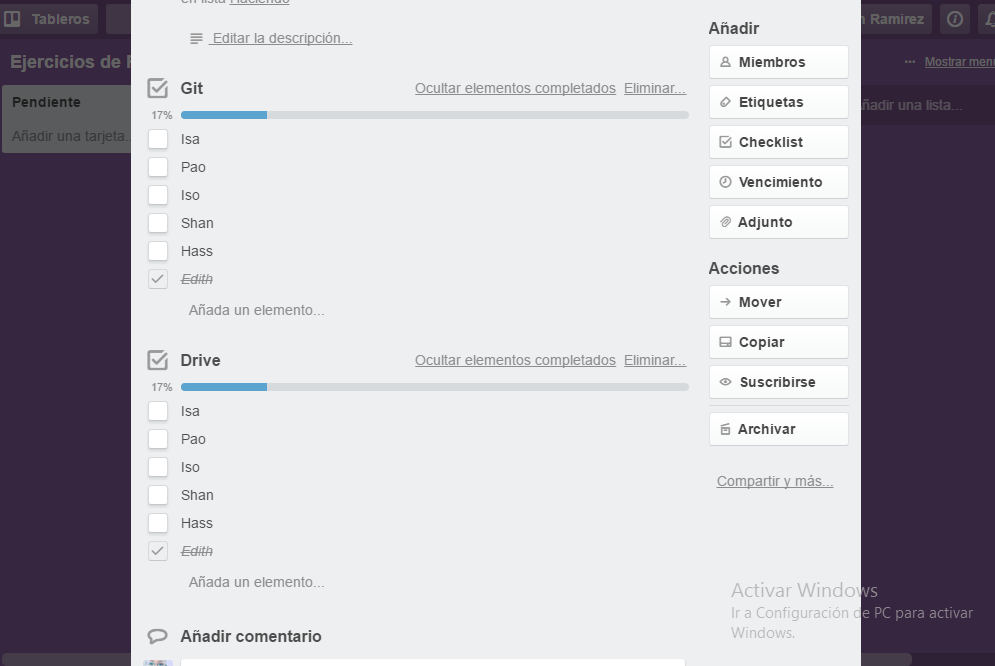 en lista Haciendo
Tableros
Ramirez
Editar la descripción...
Añadir
Ejercicios de
Mostrar menú
Miembros
Git
Ocultar elementos completados Eliminar...
Pendiente
Etiquetas
Añadir una lista...
17%
Añadir una tarjeta...
Isa
Checklist
Pao
Vencimiento
Iso
Shan
Adjunto
Hass
Acciones
Edith
Mover
Añada un elemento...
Copiar
Drive
Ocultar elementos completados Eliminar...
Suscribirse
17%
Isa
Archivar
Pao
Iso
Compartir y más...
Shan
Hass
Edith
Añada un elemento...
Activar Windows
Ir a Configuración de PC para activar
Windows.
Añadir comentario